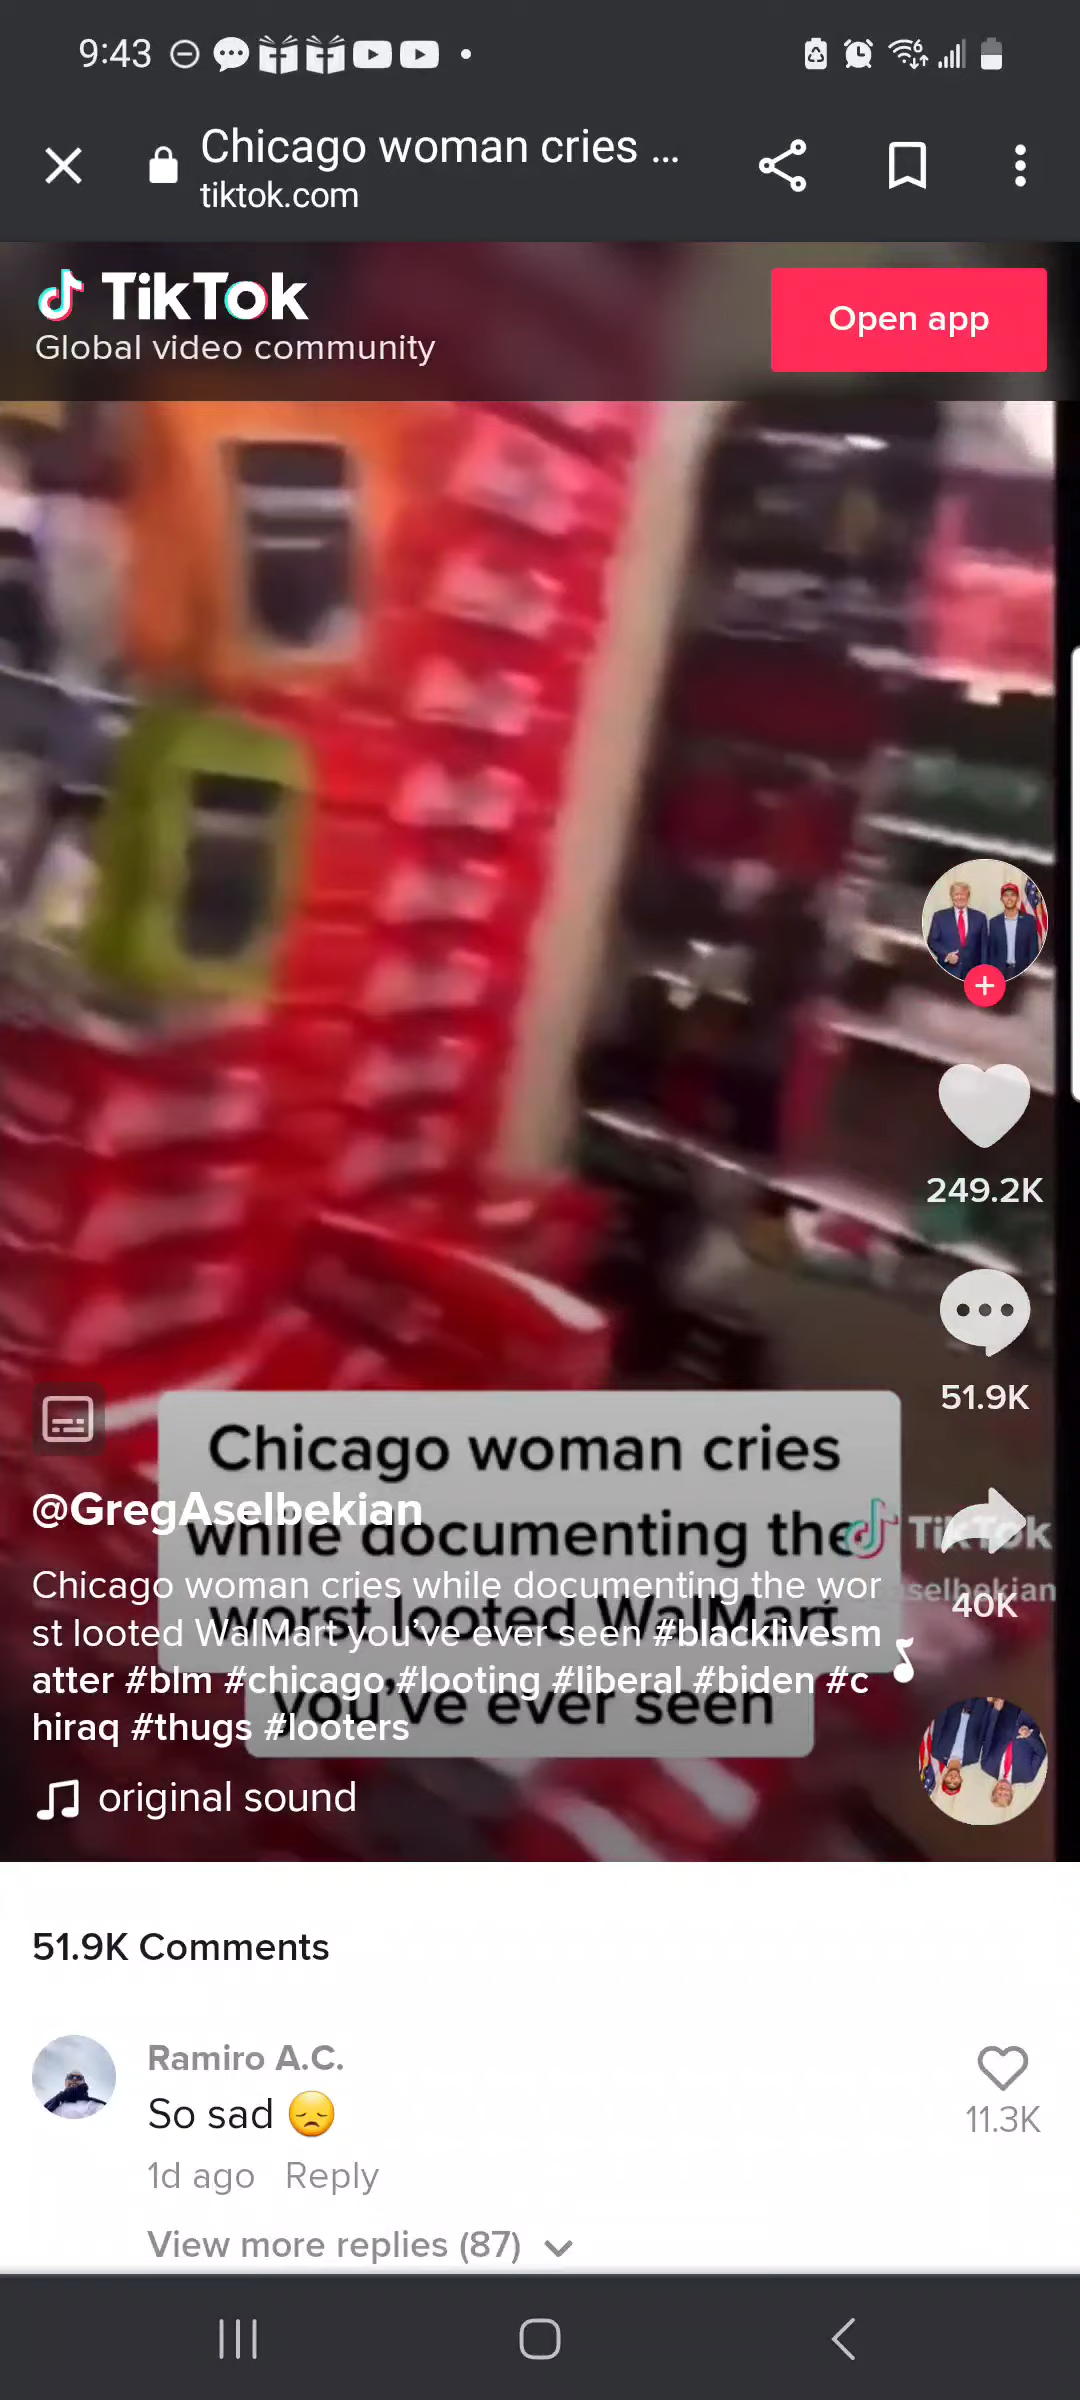 9:43
Chicago woman cries ...
tiktok.com
TikTok
Global video community
Open app
249.2K
51.9K
Chicago woman cries
while documenting the
worst looted WalMart
you've ever seen
@GregAselbekian
TikTok
aselbekian
40K
Chicago woman cries while documenting the wor
st looted WalMart you've ever seen #blacklivesm
atter #blm #chicago #looting #liberal #biden #c
hiraq #thugs #looters
original sound
51.9K Comments
Ramiro A.C.
So sad 😞
11.3K
1d ago Reply
View more replies (87)